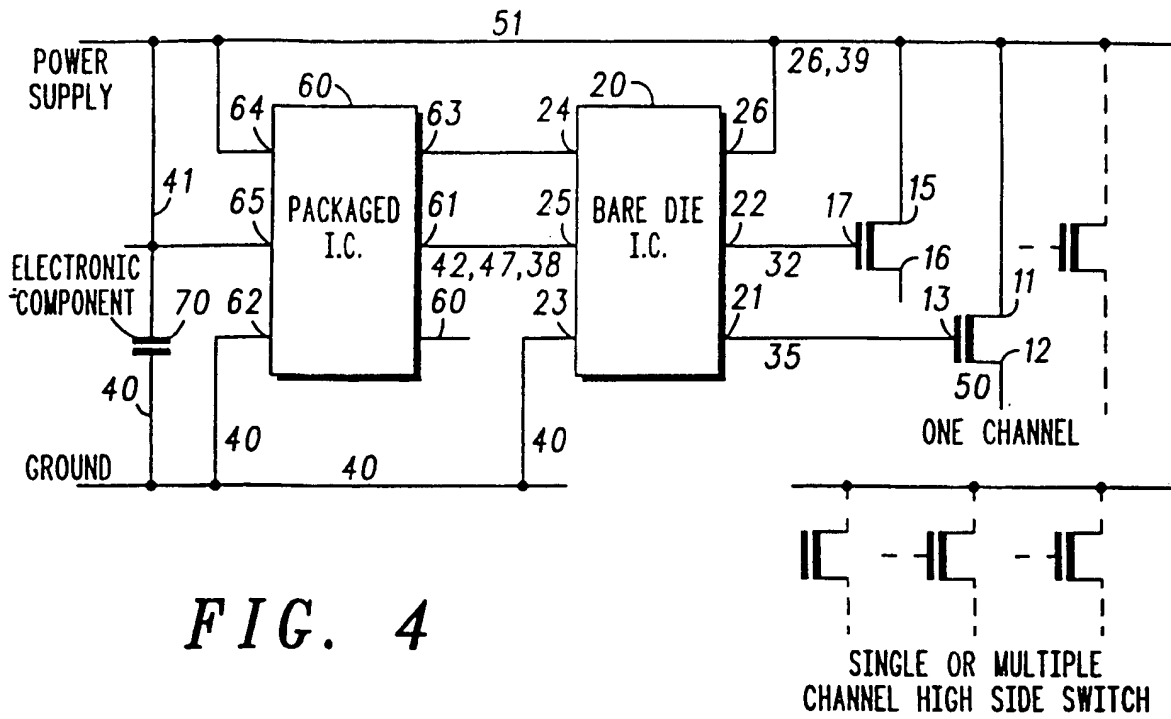 51
POWER
SUPPLY
26,39
60
20
64
63
24
26
41
65
PACKAGED
I.C.
61
25
BARE DIE
I.C.
22
17
15
42,47,38
32
16
ELECTRONIC
COMPONENT
70
62
60
23
21
13
11
35
12
40
50
ONE CHANNEL
40
40
GROUND
40
FIG. 4
SINGLE OR MULTIPLE
CHANNEL HIGH SIDE SWITCH